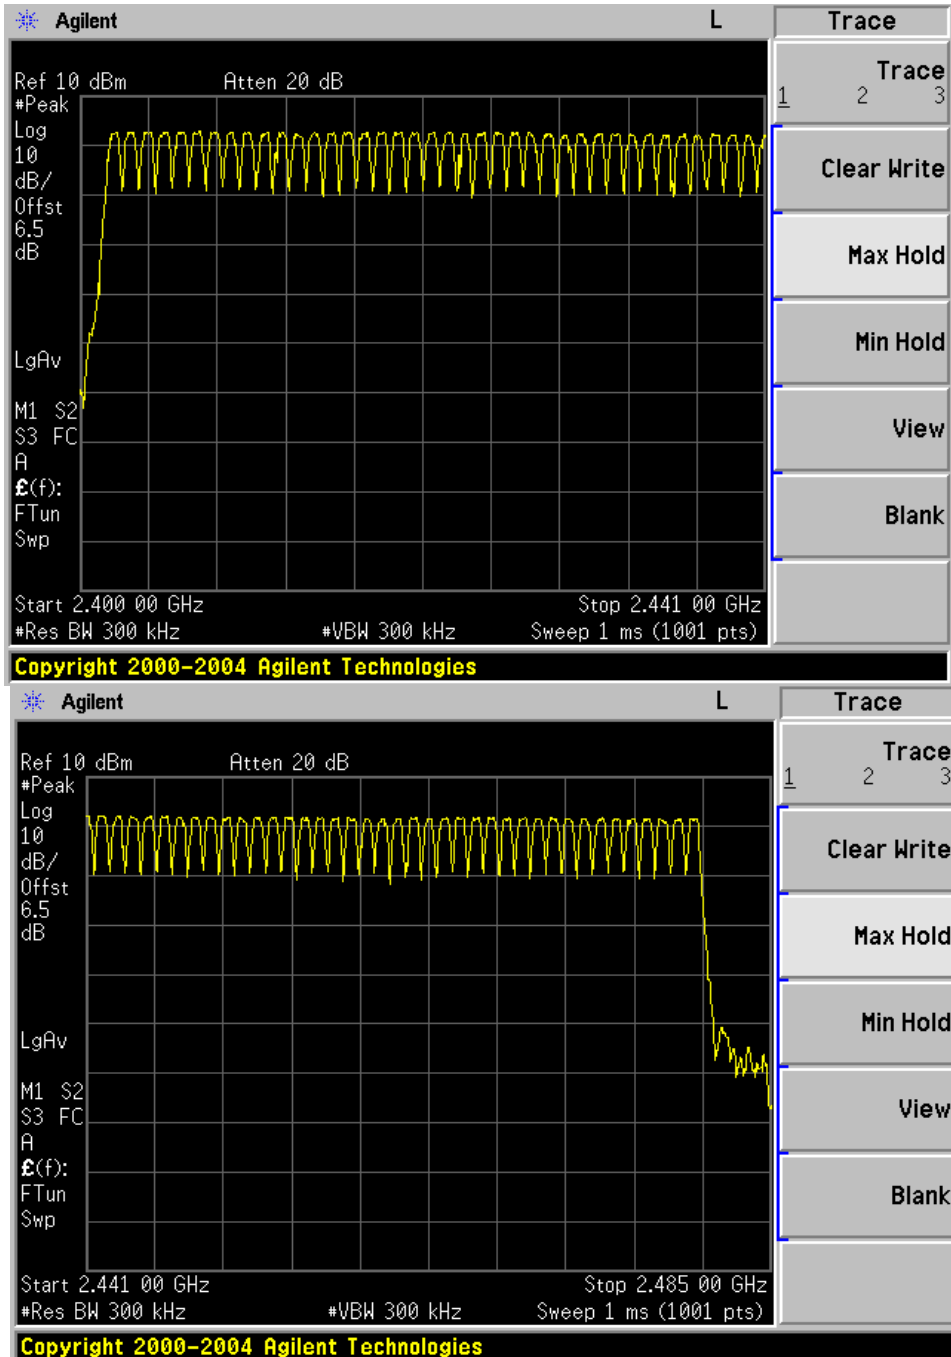 Agilent L Trace
Ref 10 dBm Atten 20 dB
#Peak
Log
10
dB/
Offst
6.5
dB
LgAv
M1 S2
S3 FC
A
£(f):
FTun
Swp
Start 2.400 00 GHz Stop 2.441 00 GHz
#Res BW 300 kHz #VBW 300 kHz Sweep 1 ms (1001 pts)
Copyright 2000-2004 Agilent Technologies
Trace
1 2 3
Clear Write
Max Hold
Min Hold
View
Blank
Agilent L Trace
Ref 10 dBm Atten 20 dB
#Peak
Log
10
dB/
Offst
6.5
dB
LgAv
M1 S2
S3 FC
A
£(f):
FTun
Swp
Start 2.441 00 GHz Stop 2.485 00 GHz
#Res BW 300 kHz #VBW 300 kHz Sweep 1 ms (1001 pts)
Copyright 2000-2004 Agilent Technologies
Trace
1 2 3
Clear Write
Max Hold
Min Hold
View
Blank